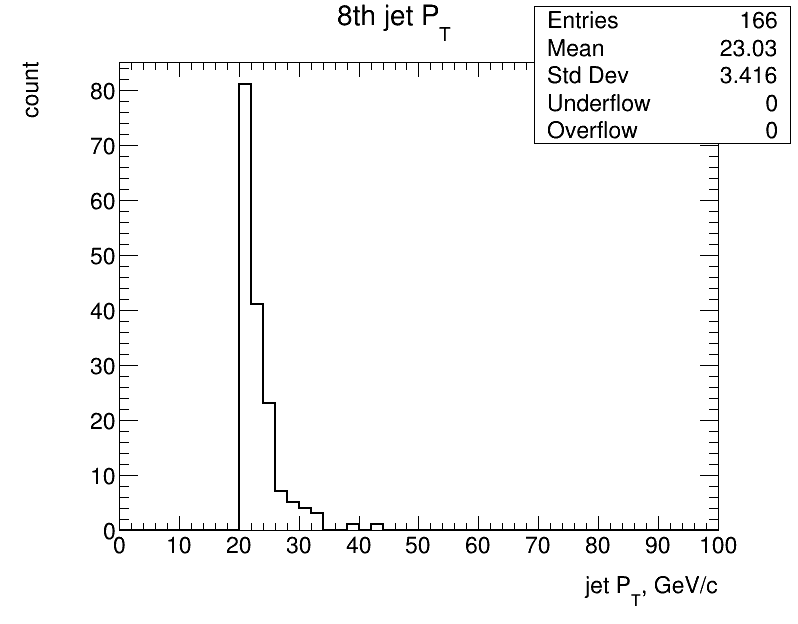 8th jet P_T
Entries 166
Mean 23.03
Std Dev 3.416
Underflow 0
Overflow 0
count
80
70
60
50
40
30
20
10
0
0 10 20 30 40 50 60 70 80 90 100
jet P_T, GeV/c